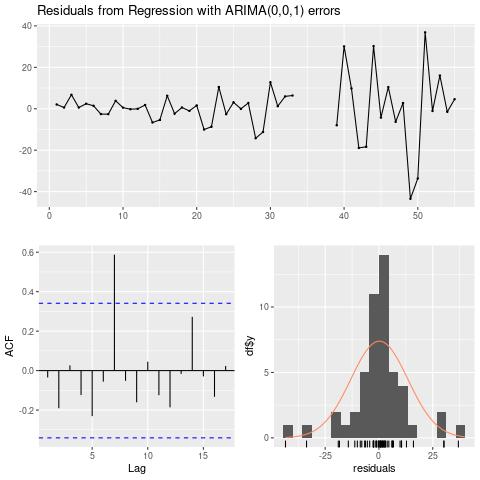 Residuals from Regression with ARIMA(0,0,1) errors
40
20
0
-20
-40
0 10 20 30 40 50
0.6
0.4
0.2
0.0
-0.2
ACF
5 10 15
Lag
10
5
0
df$y
-25 0 25
residuals